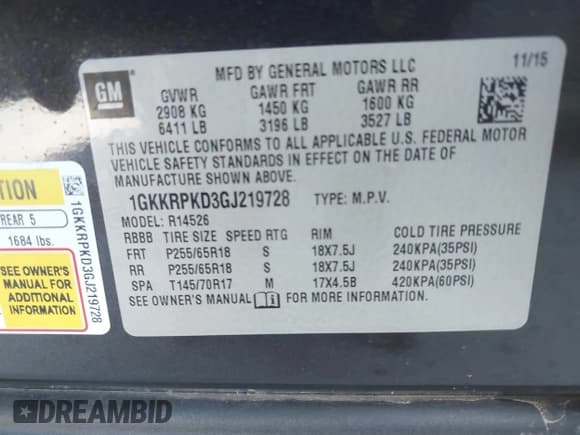 MFD BY GENERAL MOTORS LLC
11/15
GM
GVWR GAWR FRT GAWR RR
2908 KG 1450 KG 1600 KG
6411 LB 3196 LB 3527 LB
THIS VEHICLE CONFORMS TO ALL APPLICABLE U.S. FEDERAL MOTOR
VEHICLE SAFETY STANDARDS IN EFFECT ON THE DATE OF
MANUFACTURE SHOWN ABOVE.
1GKKRPKD3GJ219728 TYPE: M.P.V.
MODEL: R14526
RBBB TIRE SIZE SPEED RTG RIM COLD TIRE PRESSURE
FRT P255/65R18 S 18X7.5J 240KPA(35PSI)
RR P255/65R18 S 18X7.5J 240KPA(35PSI)
SPA T145/70R17 M 17X4.5B 420KPA(60PSI)
SEE OWNER'S MANUAL FOR MORE INFORMATION.
TION
REAR 5
1684 lbs.
SEE OWNER'S
MANUAL FOR
ADDITIONAL
INFORMATION
1GKKRPKD3GJ219728
DREAMBID